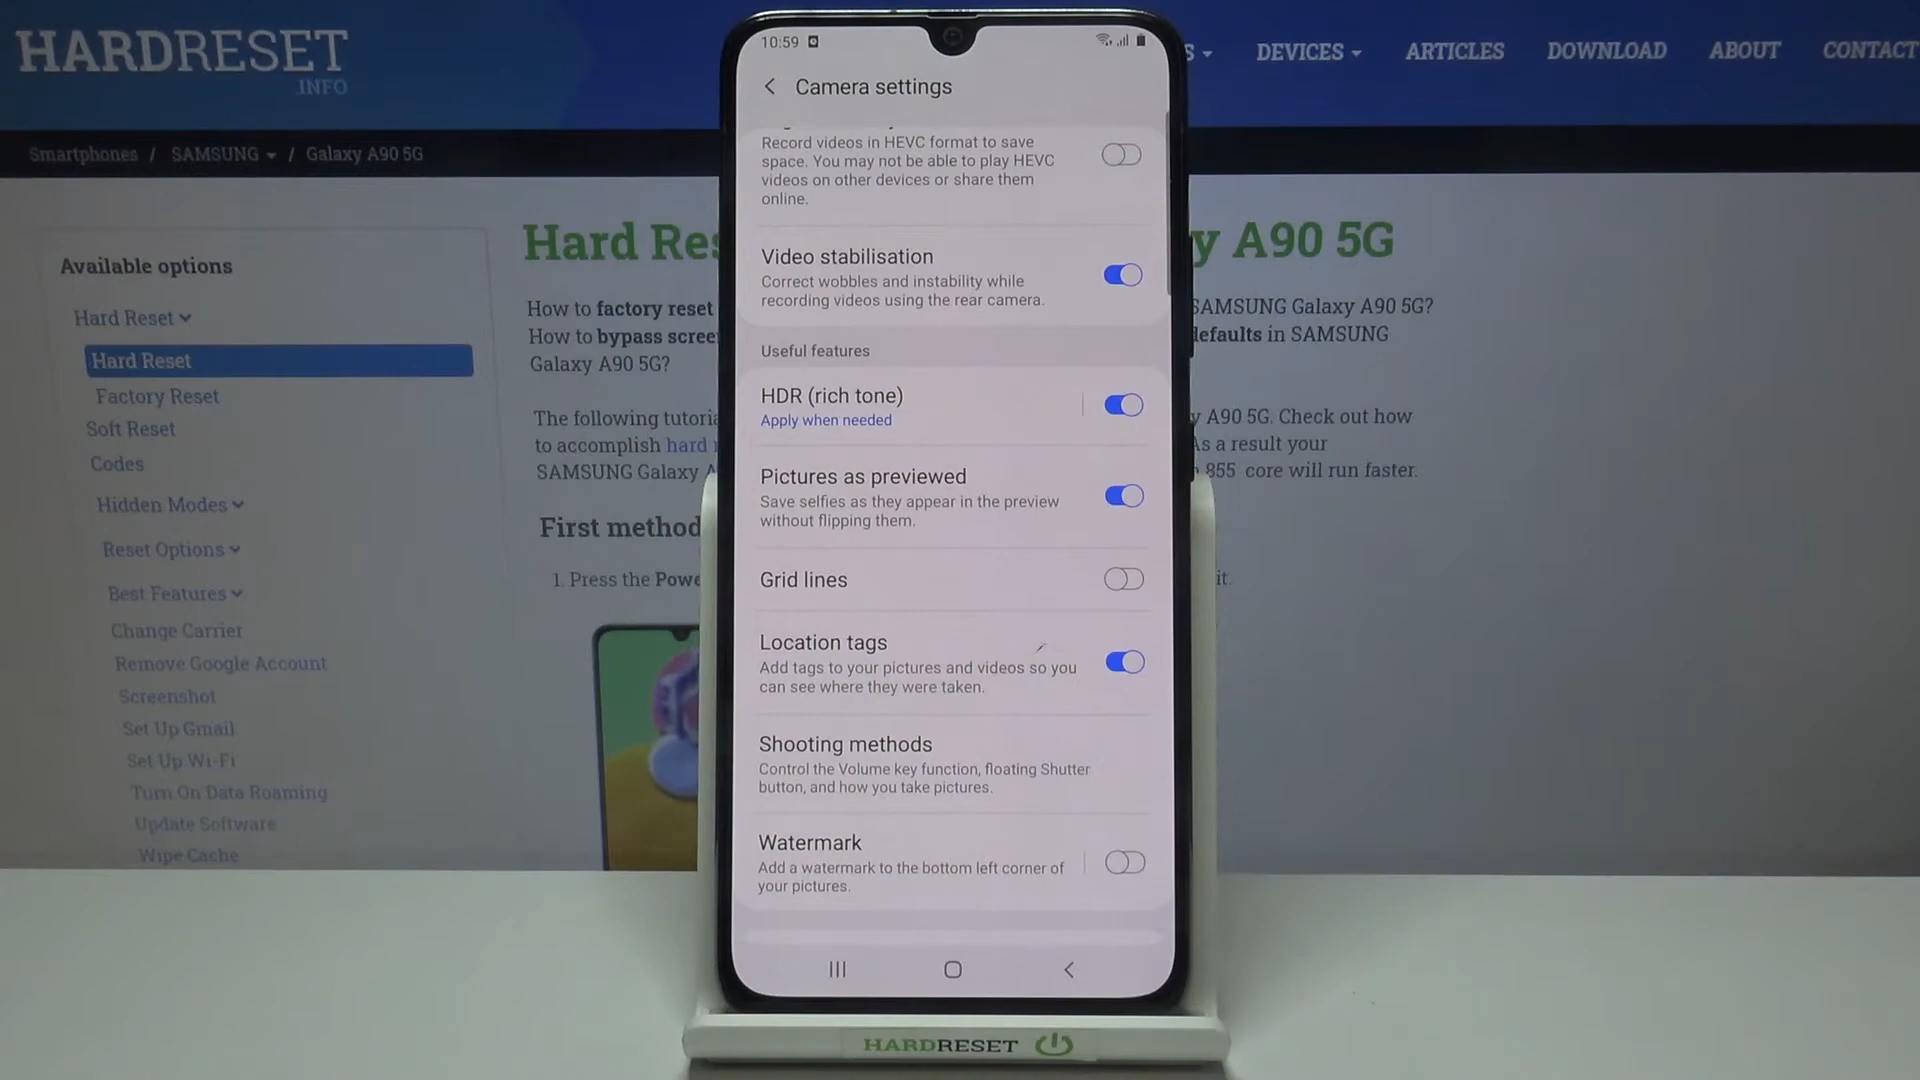 HARDRESET
.INFO
DEVICES
ARTICLES
DOWNLOAD
ABOUT
CONTACT
Smartphones / SAMSUNG / Galaxy A90 5G
Available options
Hard Reset
Hard Reset
Factory Reset
Soft Reset
Codes
Hidden Modes
Reset Options
Best Features
Change Carrier
Remove Google Account
Screenshot
Set Up Gmail
Set Up Wi-Fi
Turn On Data Roaming
Update Software
Wipe Cache
Hard
A90 5G
How to factory reset
SAMSUNG Galaxy A90 5G?
How to bypass
in SAMSUNG
Galaxy A90 5G?
The following
A90 5G. Check out how
to accomplish hard
As a result your
SAMSUNG Galaxy
855 core will run faster.
First method
1. Press the
it.
10:59
Camera settings
Record videos in HEVC format to save
space. You may not be able to play HEVC
videos on other devices or share them
online.
Video stabilisation
Correct wobbles and instability while
recording videos using the rear camera.
Useful features
HDR (rich tone)
Apply when needed
Pictures as previewed
Save selfies as they appear in the preview
without flipping them.
Grid lines
Location tags
Add tags to your pictures and videos so you
can see where they were taken.
Shooting methods
Control the Volume key function, floating Shutter
button, and how you take pictures.
Watermark
Add a watermark to the bottom left corner of
your pictures.
HARDRESET